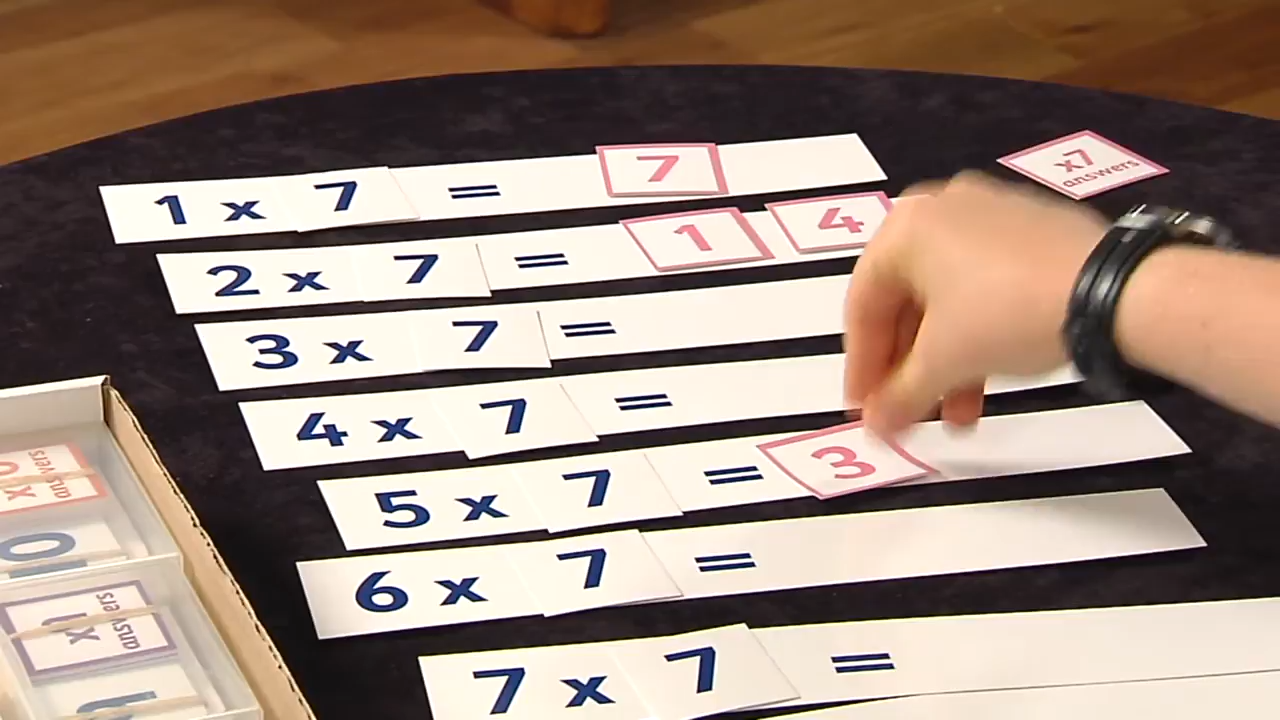 1 x 7 = 7
x7
answers
2 x 7 = 1 4
3 x 7 =
4 x 7 =
5 x 7 = 3
6 x 7 =
7 x 7 =
answers
x
0
answers
x1